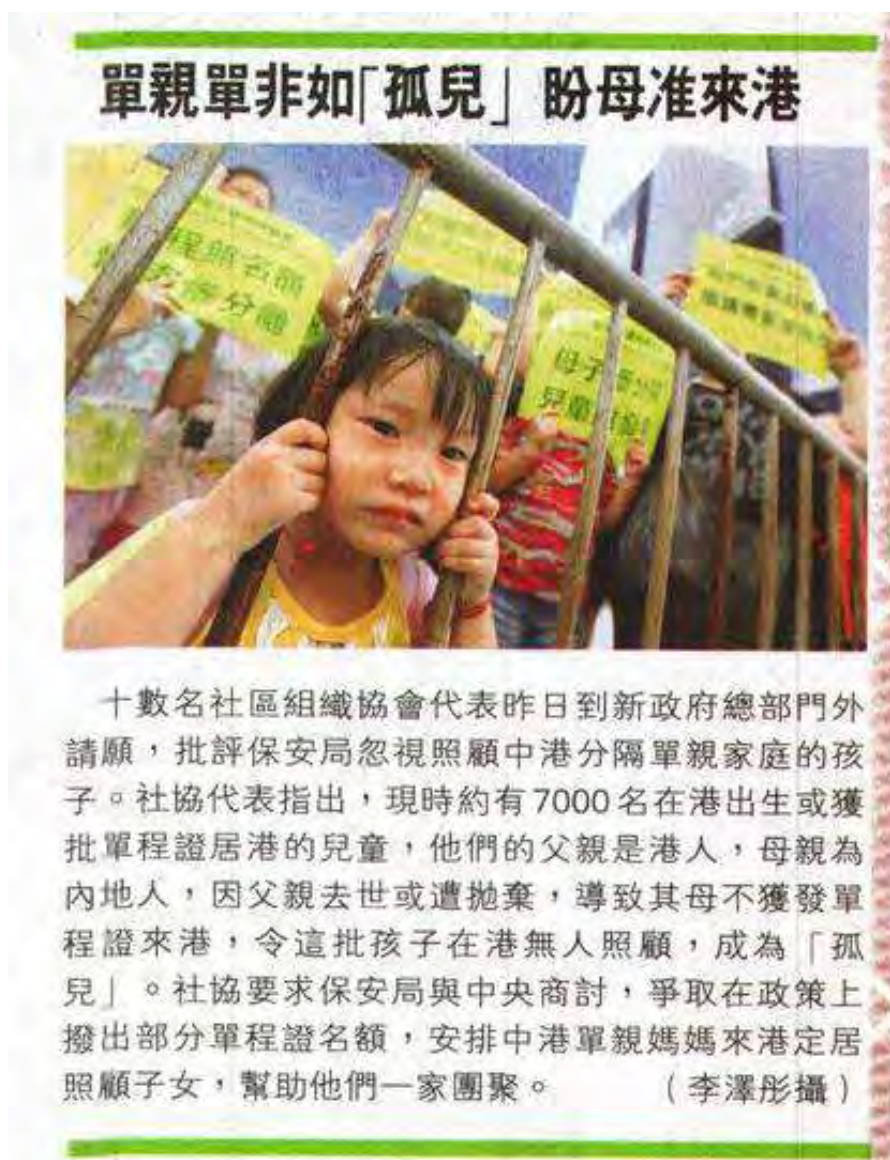 單親單非如「孤兒」 盼母准來港
程證名額
分離
母子
兒童
十數名社區組織協會代表昨日到新政府總部門外
請願，批評保安局忽視照顧中港分隔單親家庭的孩
子。社協代表指出，現時約有7000名在港出生或獲
批單程證居港的兒童，他們的父親是港人，母親為
內地人，因父親去世或遭拋棄，導致其母不獲發單
程證來港，令這批孩子在港無人照顧，成為「孤
兒」。社協要求保安局與中央商討，爭取在政策上
撥出部分單程證名額，安排中港單親媽媽來港定居
照顧子女，幫助他們一家團聚。 （李澤彤攝）